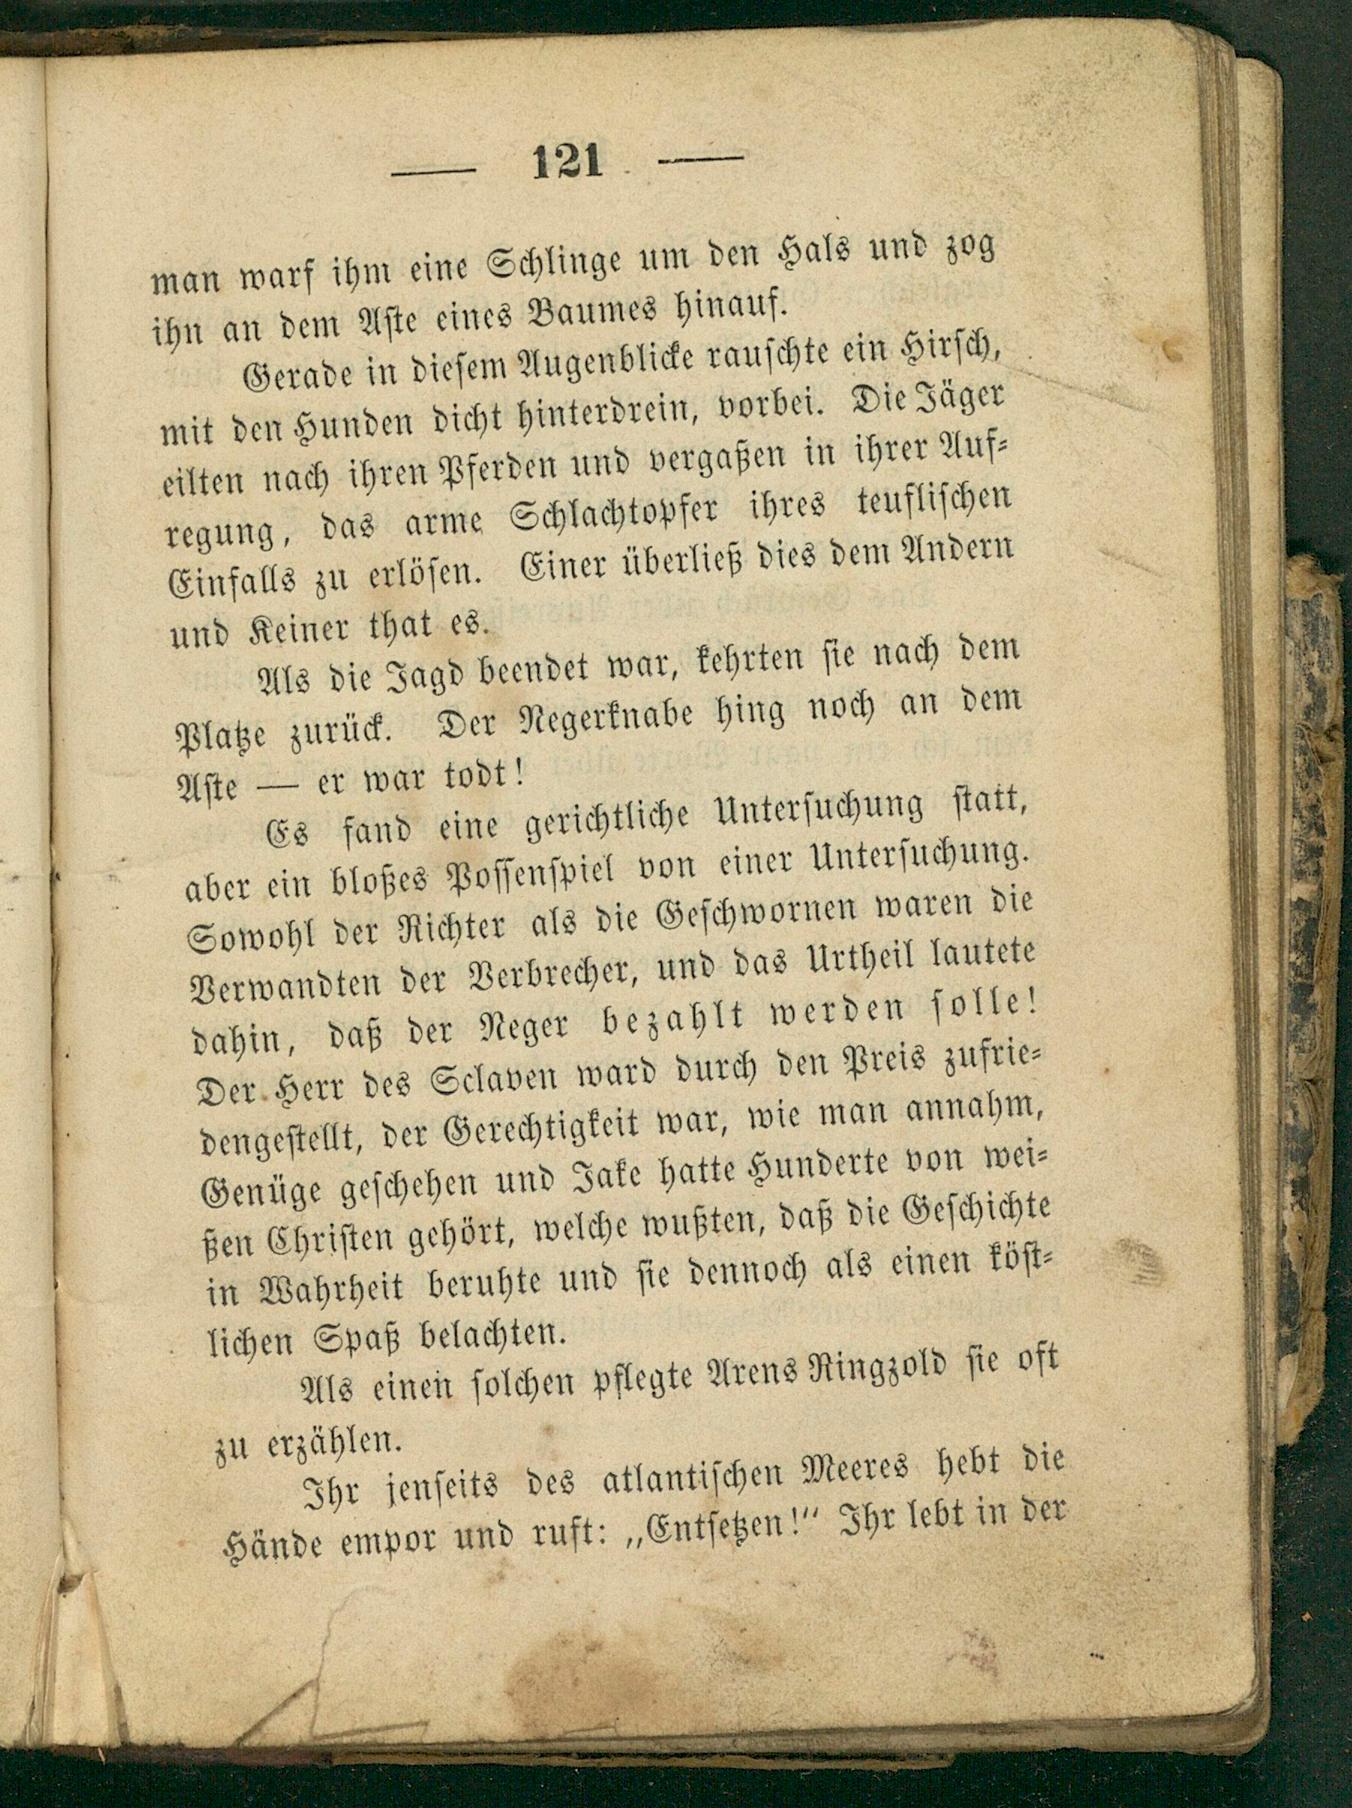 — 121 —
man warf ihm eine Schlinge um den Hals und zog
ihn an dem Aste eines Baumes hinauf.
Gerade in diesem Augenblicke rauschte ein Hirsch,
mit den Hunden dicht hinterdrein, vorbei. Die Jäger
eilten nach ihren Pferden und vergaßen in ihrer Auf-
regung, das arme Schlachtopfer ihres teuflischen
Einfalls zu erlösen. Einer überließ dies dem Andern
und Keiner that es.
Als die Jagd beendet war, kehrten sie nach dem
Platze zurück. Der Negerknabe hing noch an dem
Aste — er war todt!
Es fand eine gerichtliche Untersuchung statt,
aber ein bloßes Possenspiel von einer Untersuchung.
Sowohl der Richter als die Geschwornen waren die
Verwandten der Verbrecher, und das Urtheil lautete
dahin, daß der Neger bezahlt werden solle!
Der Herr des Sclaven ward durch den Preis zufrie-
dengestellt, der Gerechtigkeit war, wie man annahm,
Genüge geschehen und Jake hatte Hunderte von wei-
ßen Christen gehört, welche wußten, daß die Geschichte
in Wahrheit beruhte und sie dennoch als einen köst-
lichen Spaß belachten.
Als einen solchen pflegte Arens Ringzold sie oft
zu erzählen.
Ihr jenseits des atlantischen Meeres hebt die
Hände empor und ruft: „Entsetzen!“ Ihr lebt in der